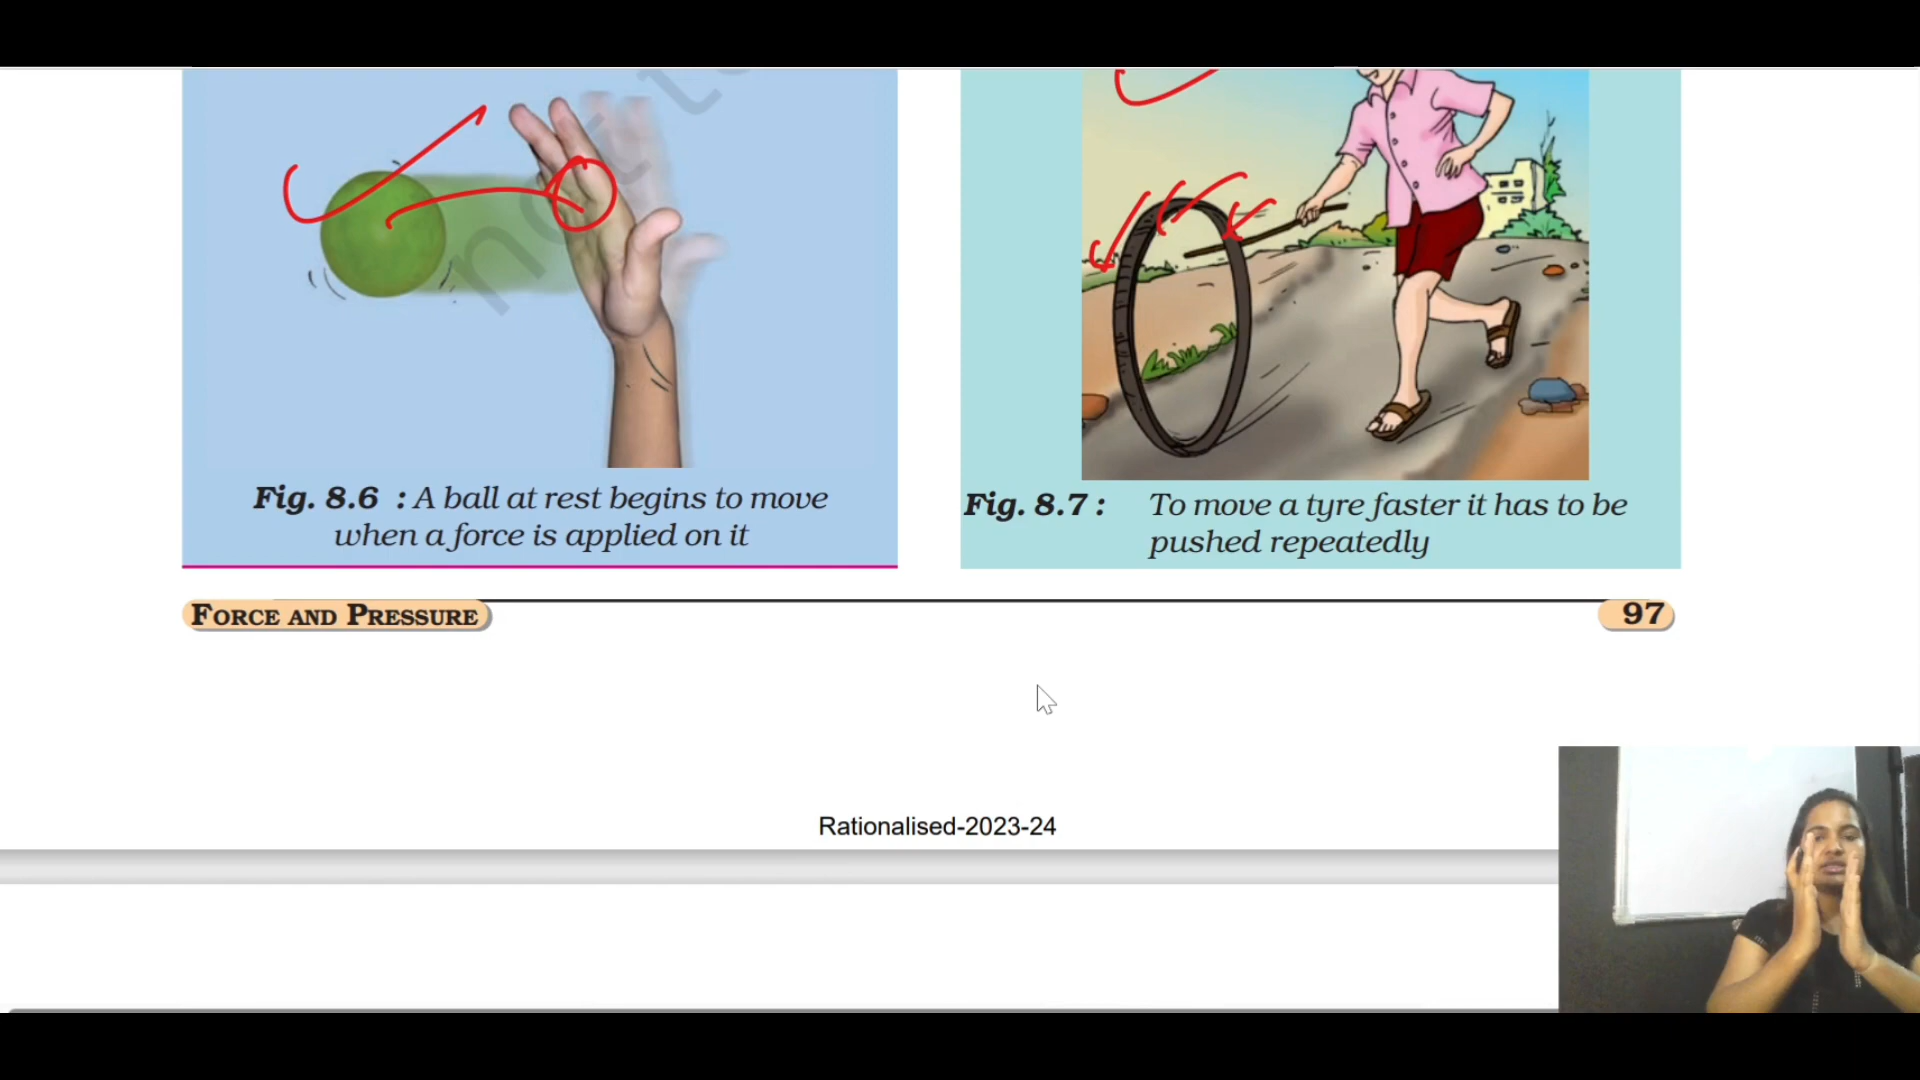 Fig. 8.6 : A ball at rest begins to move
when a force is applied on it
Fig. 8.7 : To move a tyre faster it has to be
pushed repeatedly
FORCE AND PRESSURE
97
Rationalised-2023-24